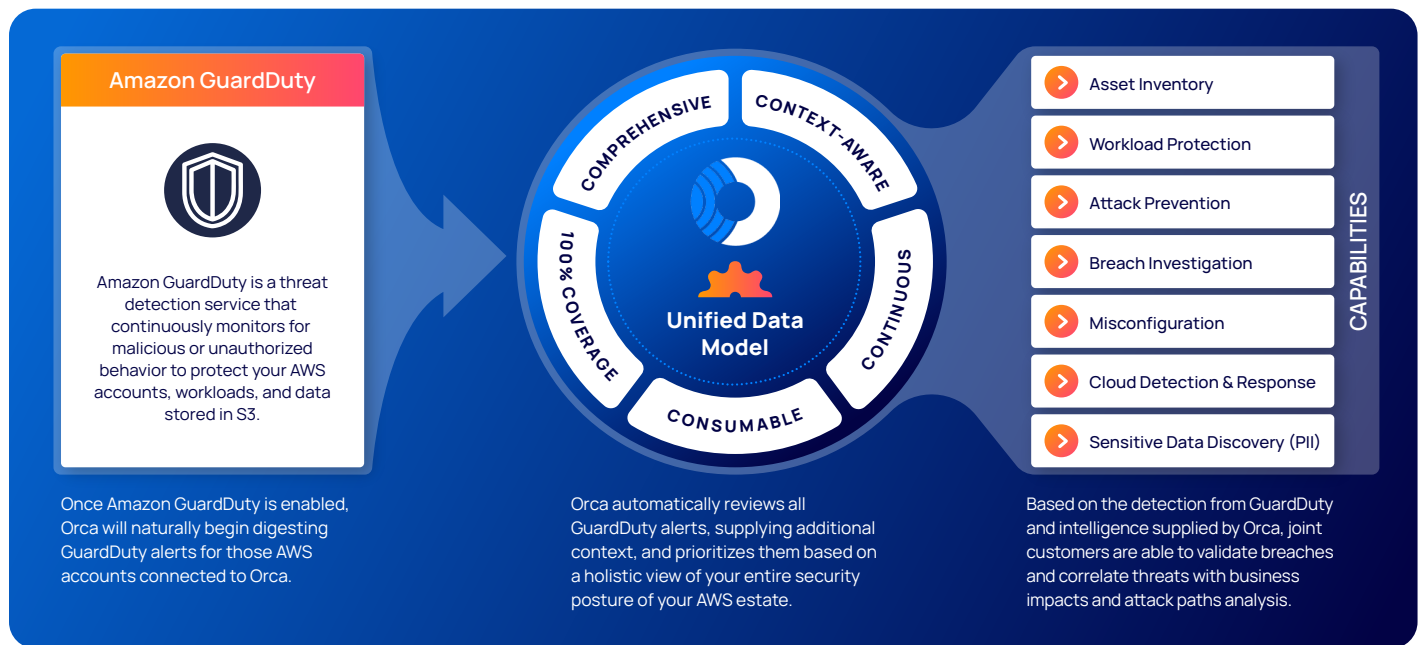 Amazon GuardDuty
Amazon GuardDuty is a threat
detection service that
continuously monitors for
malicious or unauthorized
behavior to protect your AWS
accounts, workloads, and data
stored in S3.
Once Amazon GuardDuty is enabled,
Orca will naturally begin digesting
GuardDuty alerts for those AWS
accounts connected to Orca.
COMPREHENSIVE
CONTEXT-AWARE
CONTINUOUS
CONSUMABLE
100% COVERAGE
Unified Data
Model
Orca automatically reviews all
GuardDuty alerts, supplying additional
context, and prioritizes them based on
a holistic view of your entire security
posture of your AWS estate.
Asset Inventory
Workload Protection
Attack Prevention
Breach Investigation
Misconfiguration
Cloud Detection & Response
Sensitive Data Discovery (PII)
CAPABILITIES
Based on the detection from GuardDuty
and intelligence supplied by Orca, joint
customers are able to validate breaches
and correlate threats with business
impacts and attack paths analysis.